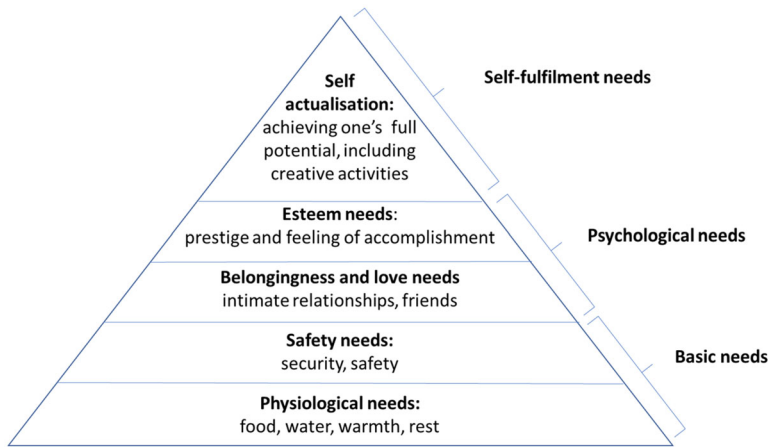 Self
actualisation:
achieving one's full
potential, including
creative activities
Self-fulfilment needs
Esteem needs:
prestige and feeling of accomplishment
Psychological needs
Belongingness and love needs
intimate relationships, friends
Safety needs:
security, safety
Basic needs
Physiological needs:
food, water, warmth, rest